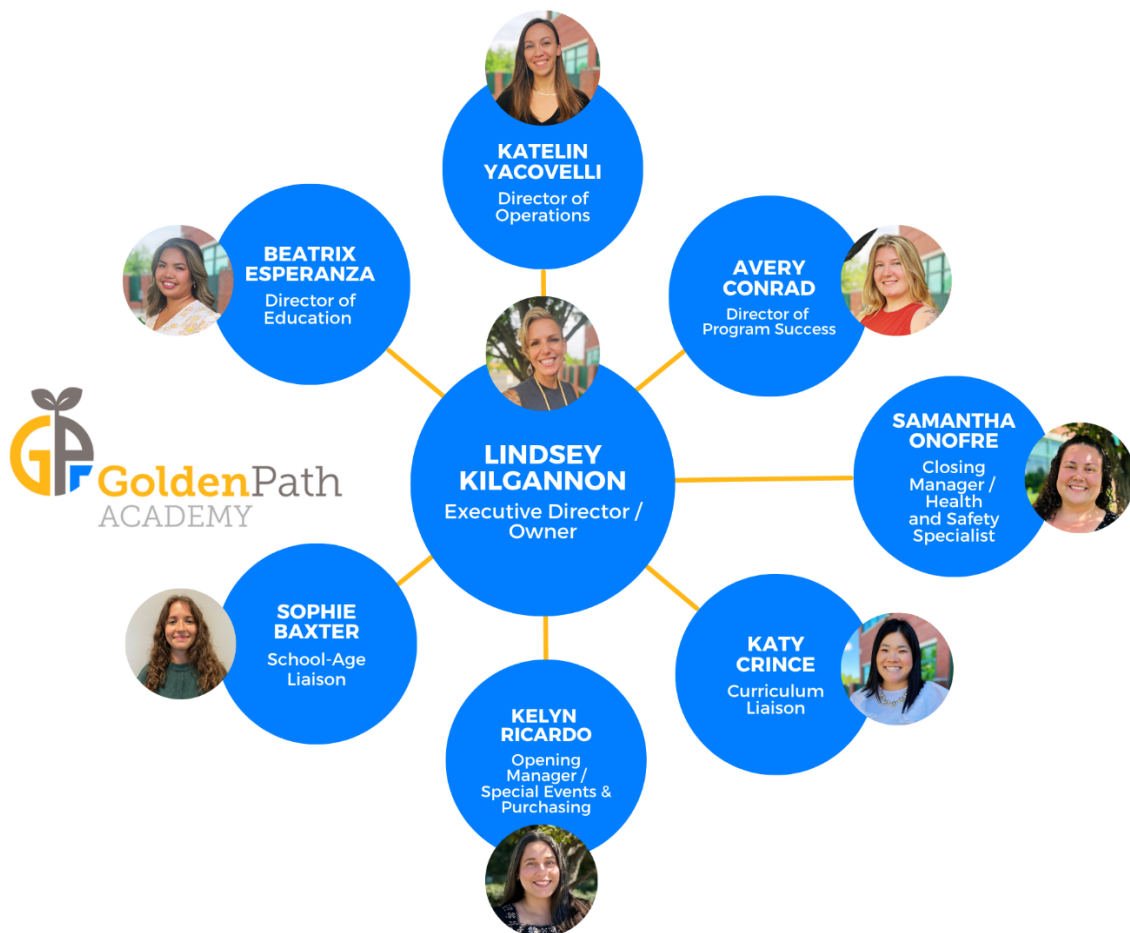 KATELIN
YACOVELLI
Director of
Operations
BEATRIX
ESPERANZA
Director of
Education
AVERY
CONRAD
Director of
Program Success
GP
GoldenPath
ACADEMY
LINDSEY
KILGANNON
Executive Director /
Owner
SAMANTHA
ONOFRE
Closing
Manager /
Health
and Safety
Specialist
SOPHIE
BAXTER
School-Age
Liaison
KATY
CRINCE
Curriculum
Liaison
KELYN
RICARDO
Opening
Manager /
Special Events &
Purchasing